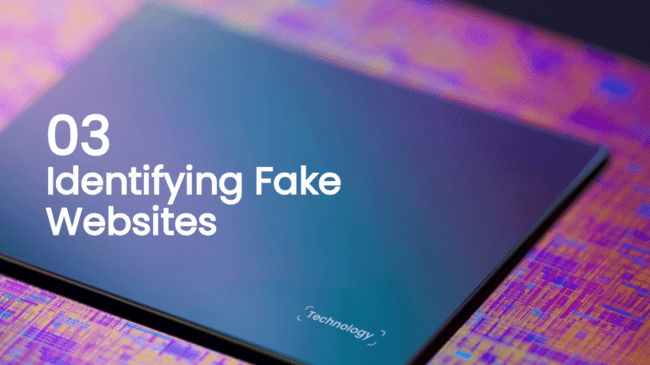 03
Identifying Fake
Websites
Technology